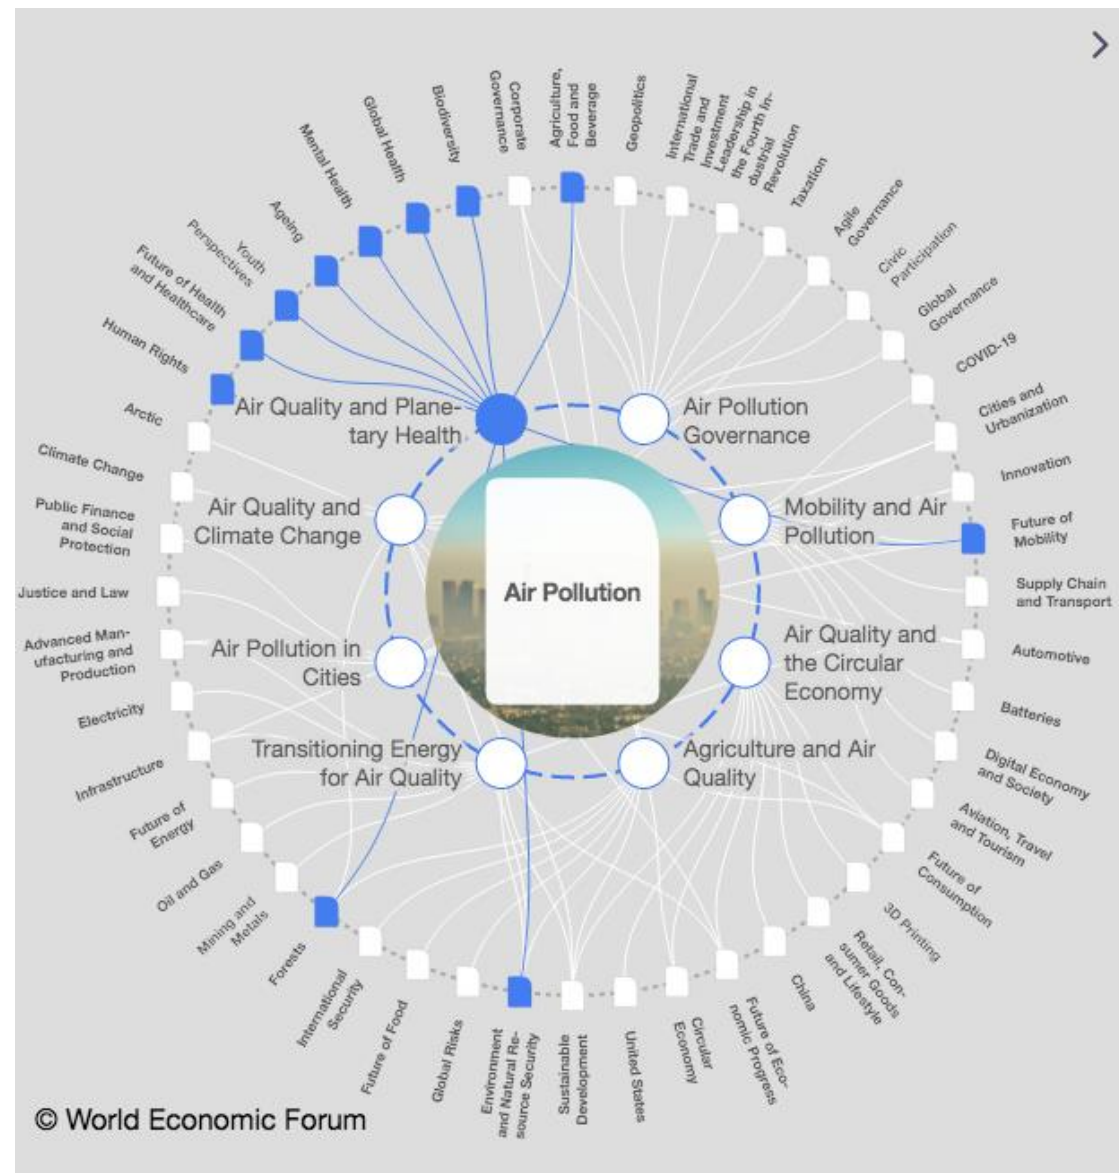 Corporate
Governance
Agriculture,
Food and
Beverage
Geopolitics
International
Trade and
Investment
Leadership in
the Fourth In-
dustrial
Revolution
Taxation
Agile
Governance
Civic
Participation
Global
Governance
COVID-19
Cities and
Urbanization
Innovation
Future of
Mobility
Supply Chain
and Transport
Automotive
Batteries
Digital Economy
and Society
Aviation, Travel
and Tourism
Future of
Consumption
3D Printing
Retail, Con-
sumer Goods
and Lifestyle
China
Future of Eco-
nomic Progress
Circular
Economy
United States
Sustainable
Development
Environment
and Natural Re-
source Security
Global Risks
Future of Food
International
Security
Forests
Mining and
Metals
Oil and Gas
Future of
Energy
Infrastructure
Electricity
Advanced Man-
ufacturing and
Production
Justice and Law
Public Finance
and Social
Protection
Climate Change
Arctic
Human Rights
Future of Health
and Healthcare
Youth
Perspectives
Ageing
Mental Health
Global Health
Biodiversity
Air Quality and Plane-
tary Health
Air Pollution
Governance
Air Quality and
Climate Change
Mobility and Air
Pollution
Air Pollution
Air Pollution in
Cities
Air Quality and
the Circular
Economy
Transitioning Energy
for Air Quality
Agriculture and Air
Quality
© World Economic Forum